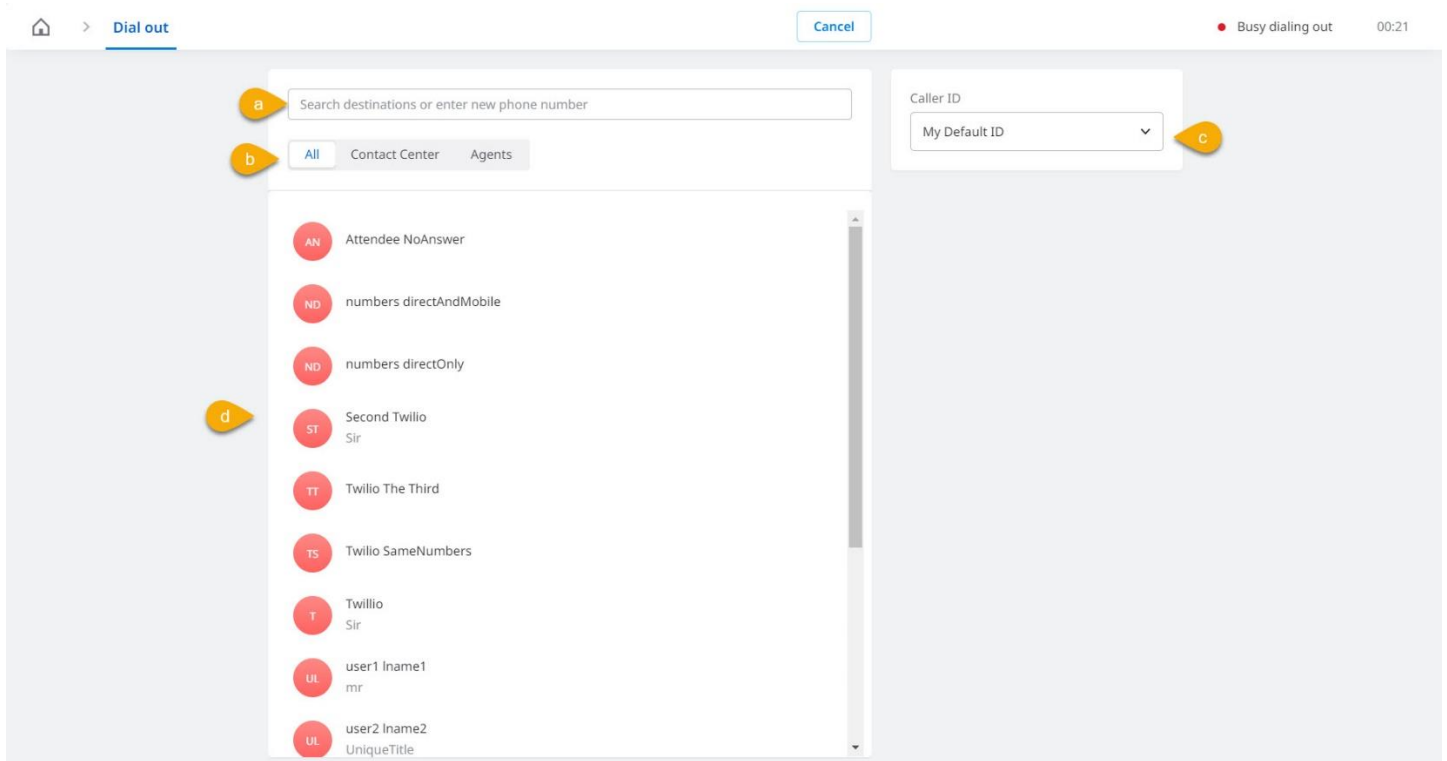 Dial out
Cancel
Busy dialing out 00:21
a
Search destinations or enter new phone number
Caller ID
My Default ID
c
b
All Contact Center Agents
AN
Attendee NoAnswer
ND
numbers directAndMobile
ND
numbers directOnly
d
ST
Second Twilio
Sir
TT
Twilio The Third
TS
Twilio SameNumbers
T
Twillio
Sir
UL
user1 lname1
mr
UL
user2 lname2
UniqueTitle